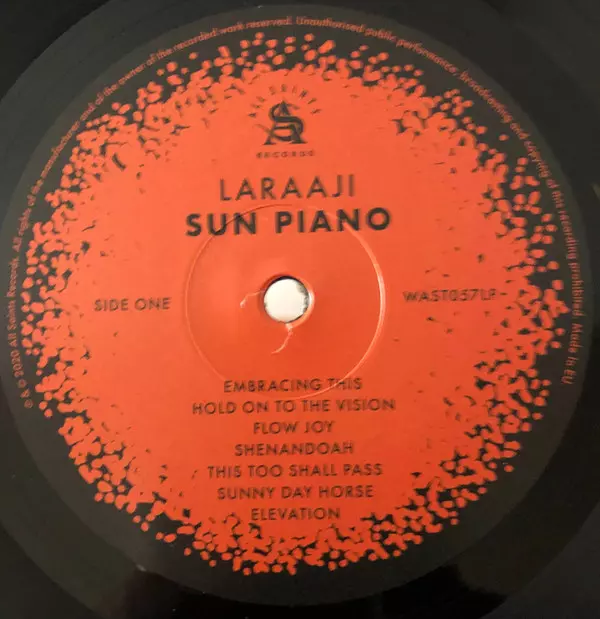 ALL SAINTS
RECORDS
LARAAJI
SUN PIANO
SIDE ONE
WAST057LP
EMBRACING THIS
HOLD ON TO THE VISION
FLOW JOY
SHENANDOAH
THIS TOO SHALL PASS
SUNNY DAY HORSE
ELEVATION
℗ & © 2020 All Saints Records. All rights of the manufacturer and of the owner of the recorded work reserved. Unauthorised public performance, broadcasting and copying of this recording prohibited. Made in EU.